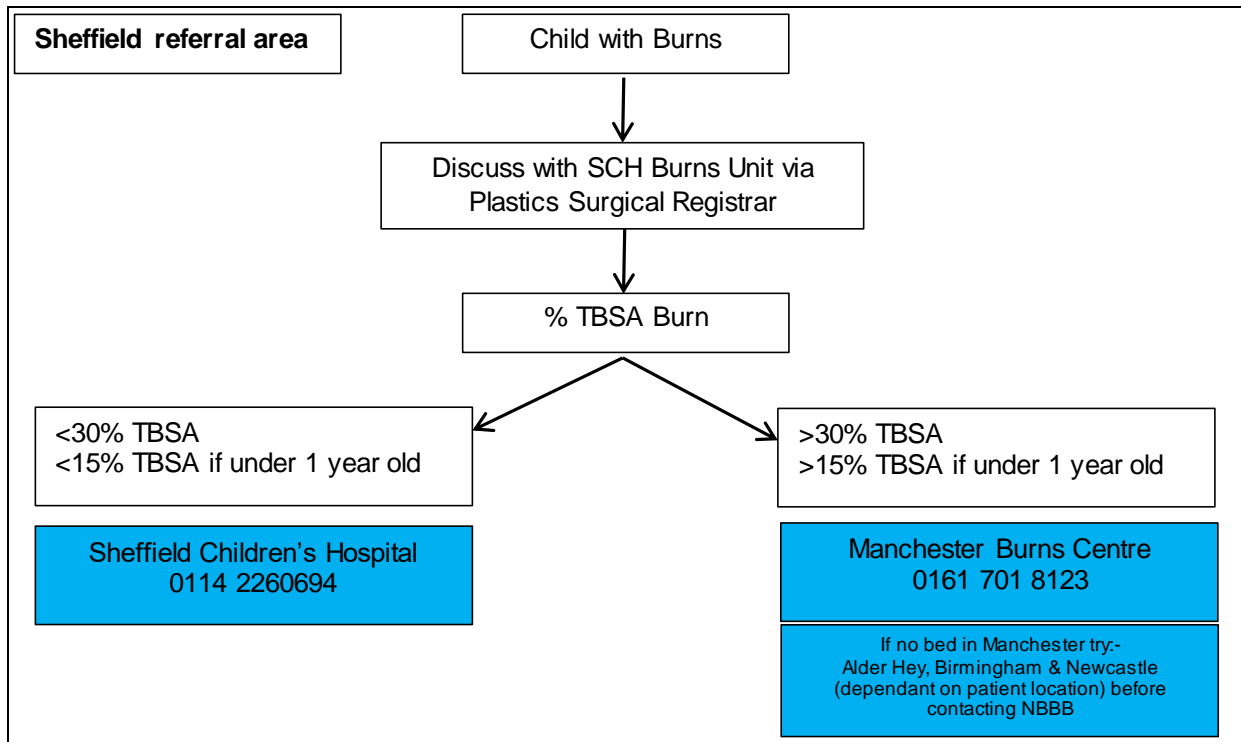 Sheffield referral area
Child with Burns
Discuss with SCH Burns Unit via
Plastics Surgical Registrar
% TBSA Burn
<30% TBSA
<15% TBSA if under 1 year old
>30% TBSA
>15% TBSA if under 1 year old
Sheffield Children’s Hospital
0114 2260694
Manchester Burns Centre
0161 701 8123
If no bed in Manchester try:-
Alder Hey, Birmingham & Newcastle
(dependant on patient location) before
contacting NBBB